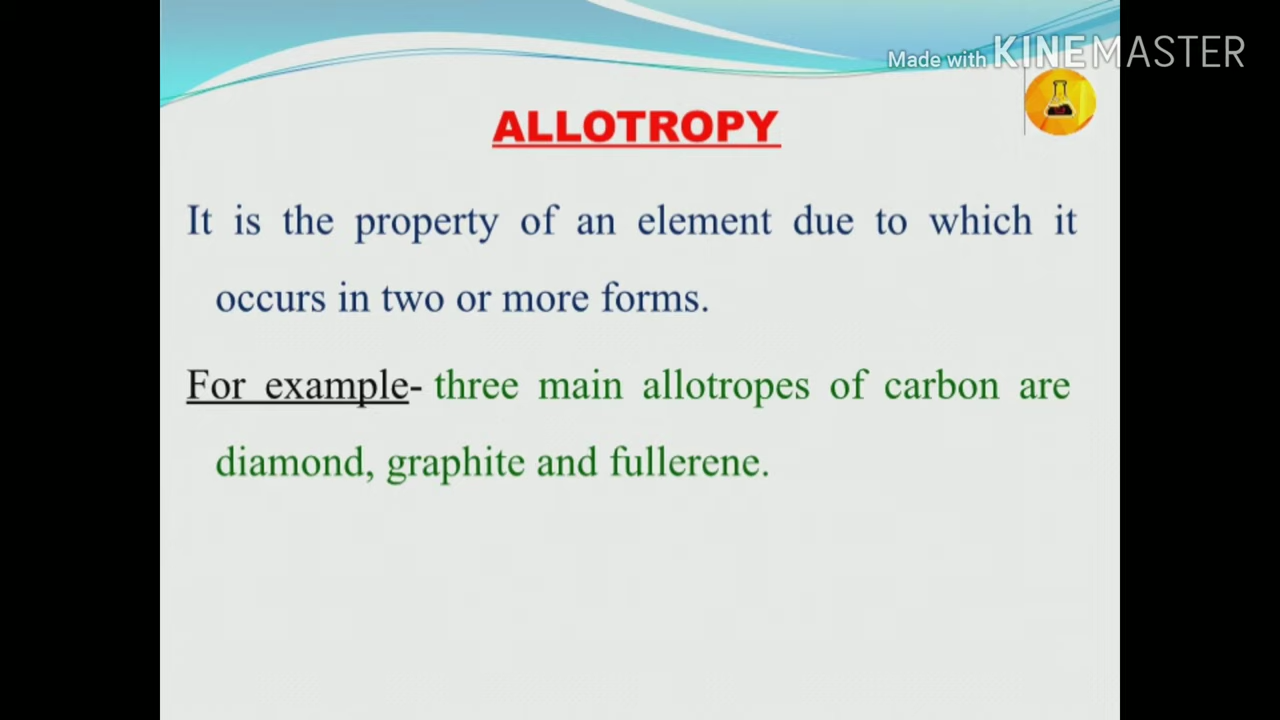 Made with KINEMASTER
ALLOTROPY
It is the property of an element due to which it
occurs in two or more forms.
For example- three main allotropes of carbon are
diamond, graphite and fullerene.